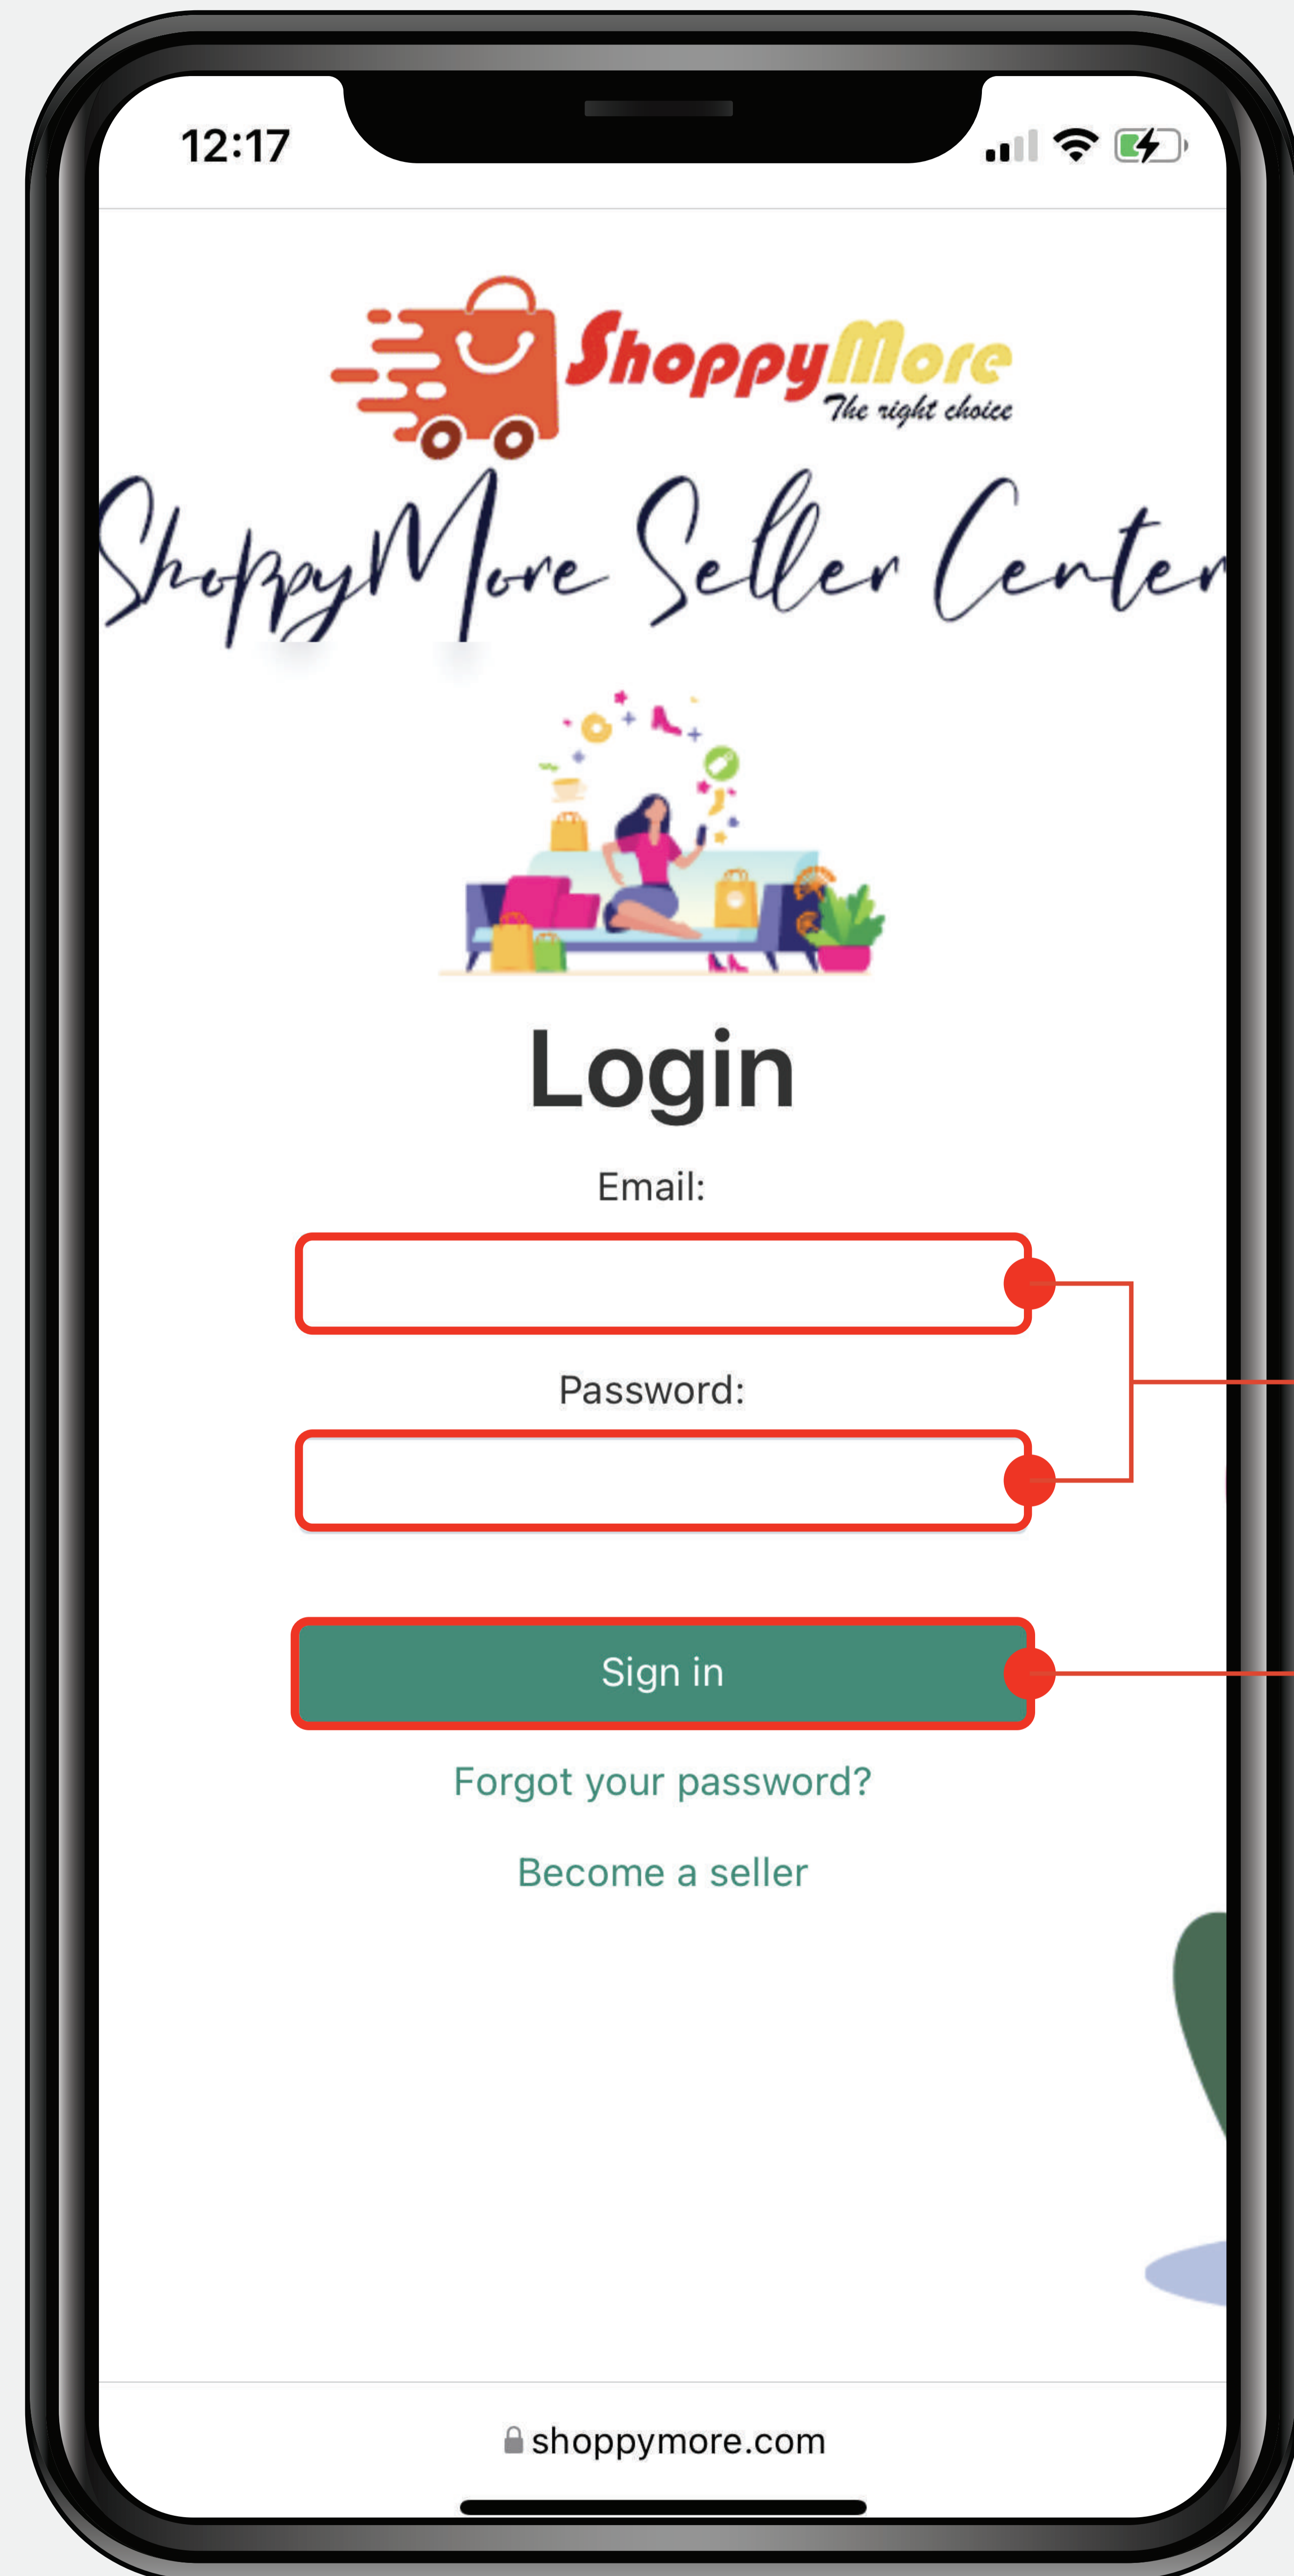 12:17
ShoppyMore
The right choice
ShoppyMore Seller Center
Login
Email:
Password:
Sign in
Forgot your password?
Become a seller
shoppymore.com